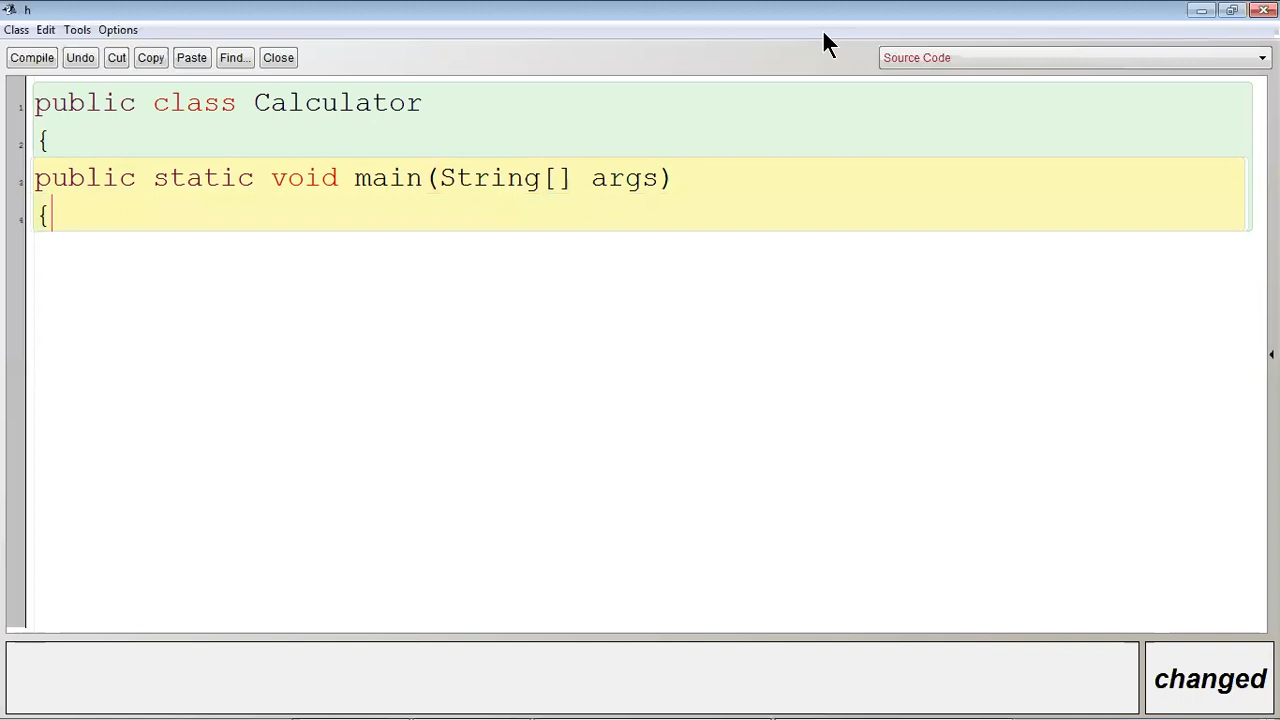 h
Class Edit Tools Options
Compile Undo Cut Copy Paste Find... Close Source Code
1 public class Calculator
2 {
3 public static void main(String[] args)
4 {
changed